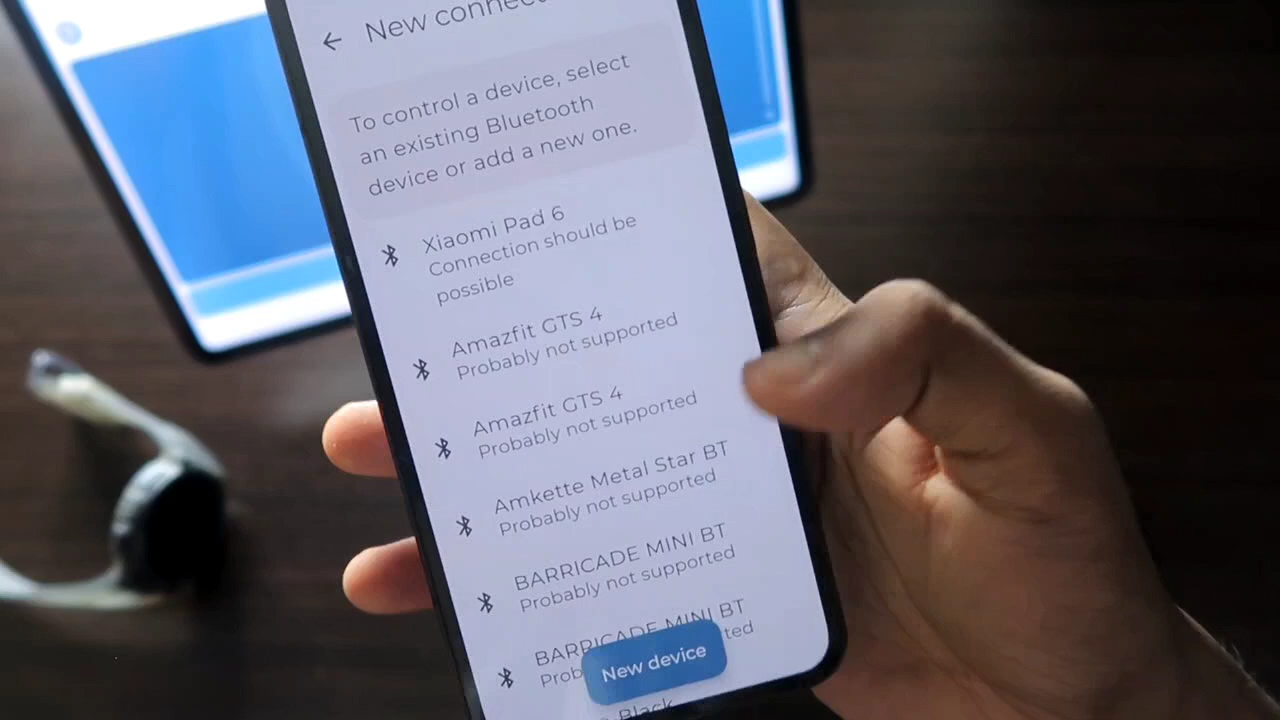 New
To control a device, select
an existing Bluetooth
device or add a new one.
Xiaomi Pad 6
Connection should be
possible
Amazfit GTS 4
Probably not supported
Amazfit GTS 4
Probably not supported
Amkette Metal Star BT
Probably not supported
BARRICADE MINI BT
Probably not supported
BARRICADE MINI BT
New device
Black